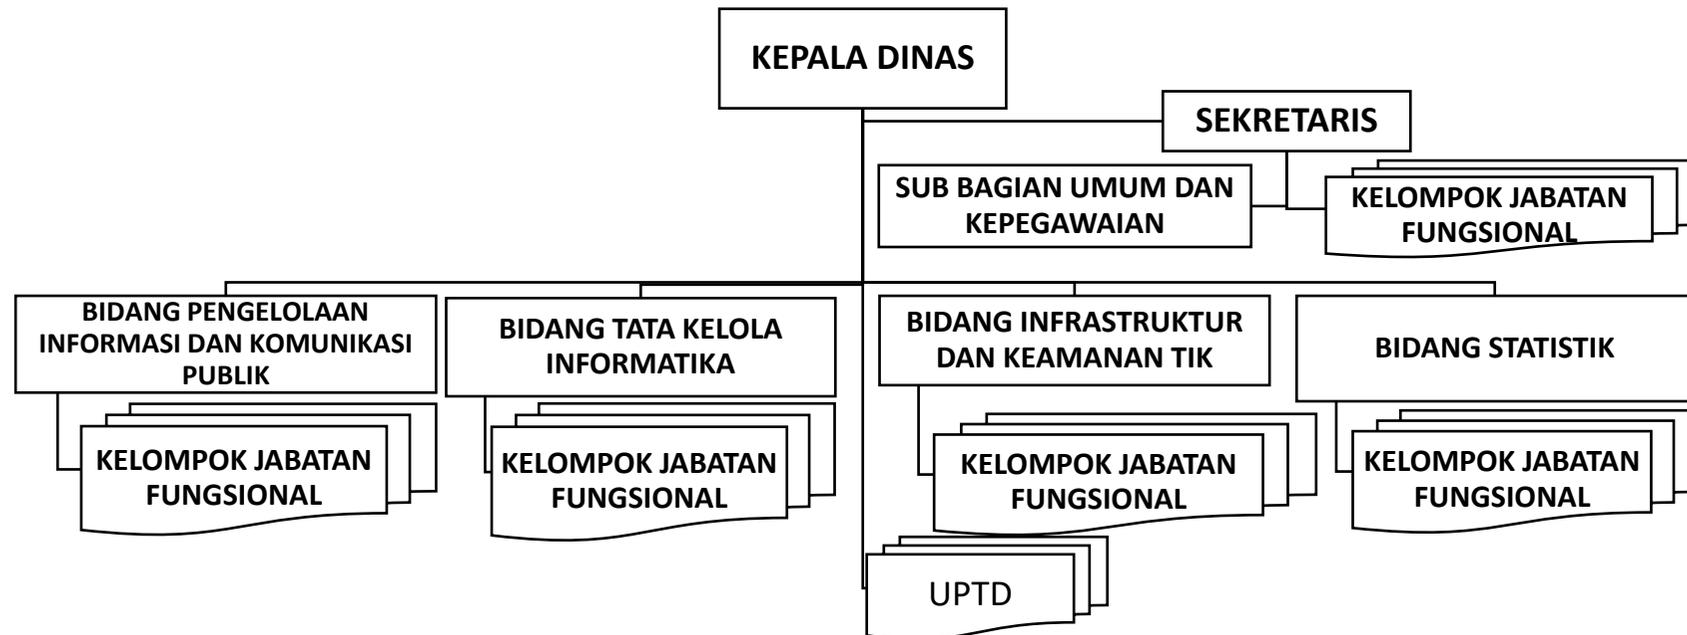 KEPALA DINAS
SEKRETARIS
SUB BAGIAN UMUM DAN
KEPEGAWAIAN
KELOMPOK JABATAN
FUNGSIONAL
BIDANG PENGELOLAAN
INFORMASI DAN KOMUNIKASI
PUBLIK
BIDANG TATA KELOLA
INFORMATIKA
BIDANG INFRASTRUKTUR
DAN KEAMANAN TIK
BIDANG STATISTIK
KELOMPOK JABATAN
FUNGSIONAL
KELOMPOK JABATAN
FUNGSIONAL
KELOMPOK JABATAN
FUNGSIONAL
KELOMPOK JABATAN
FUNGSIONAL
UPTD